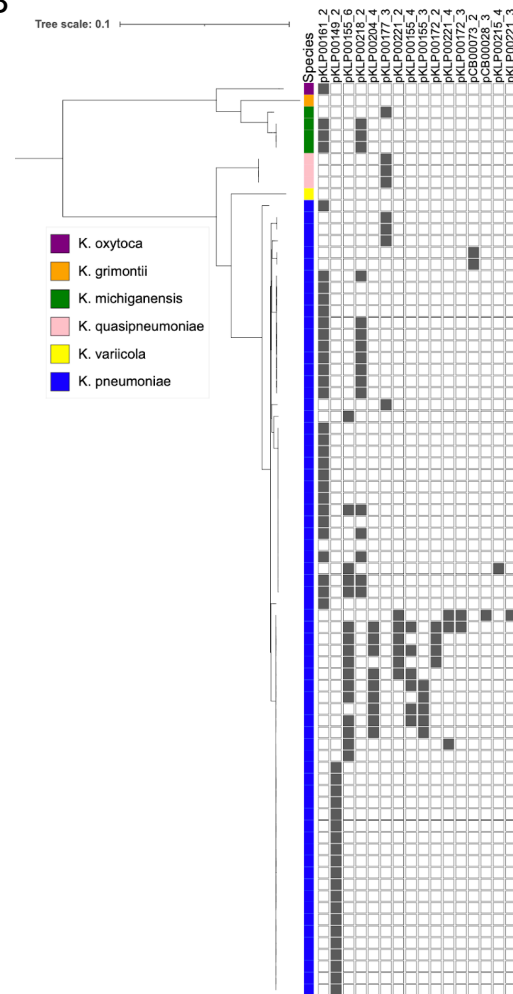 Tree scale: 0.1
Species
pKLP00161_2
pKLP00149_2
pKLP00155_6
pKLP00218_2
pKLP00204_4
pKLP00177_3
pKLP00221_2
pKLP00155_4
pKLP00155_3
pKLP00172_2
pKLP00221_4
pKLP00172_3
pCB00073_2
pCB00028_3
pKLP00215_4
pKLP00221_3
K. oxytoca
K. grimontii
K. michiganensis
K. quasipneumoniae
K. variicola
K. pneumoniae